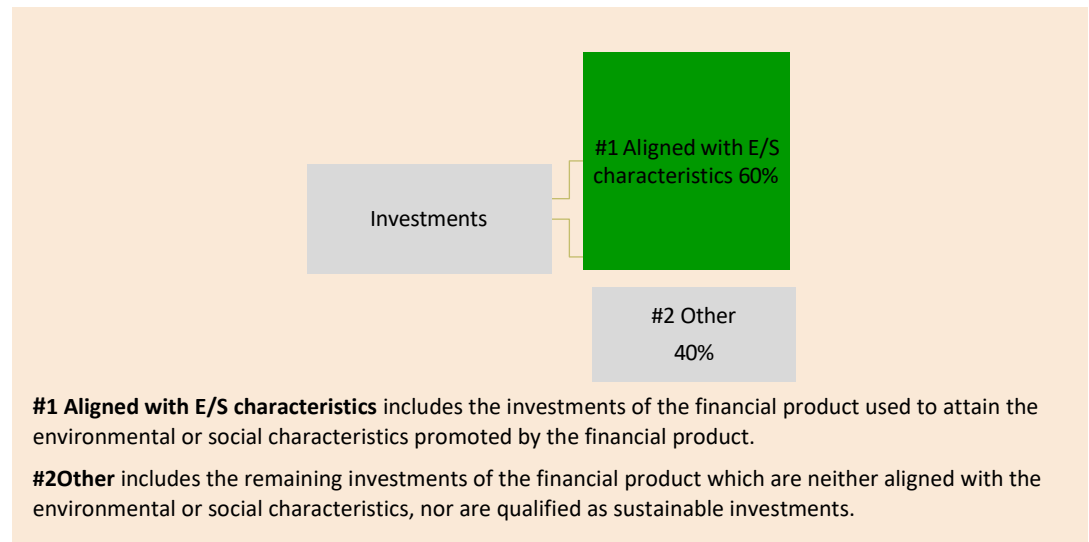 #1 Aligned with E/S
characteristics 60%
Investments
#2 Other
40%
#1 Aligned with E/S characteristics includes the investments of the financial product used to attain the
environmental or social characteristics promoted by the financial product.
#2Other includes the remaining investments of the financial product which are neither aligned with the
environmental or social characteristics, nor are qualified as sustainable investments.